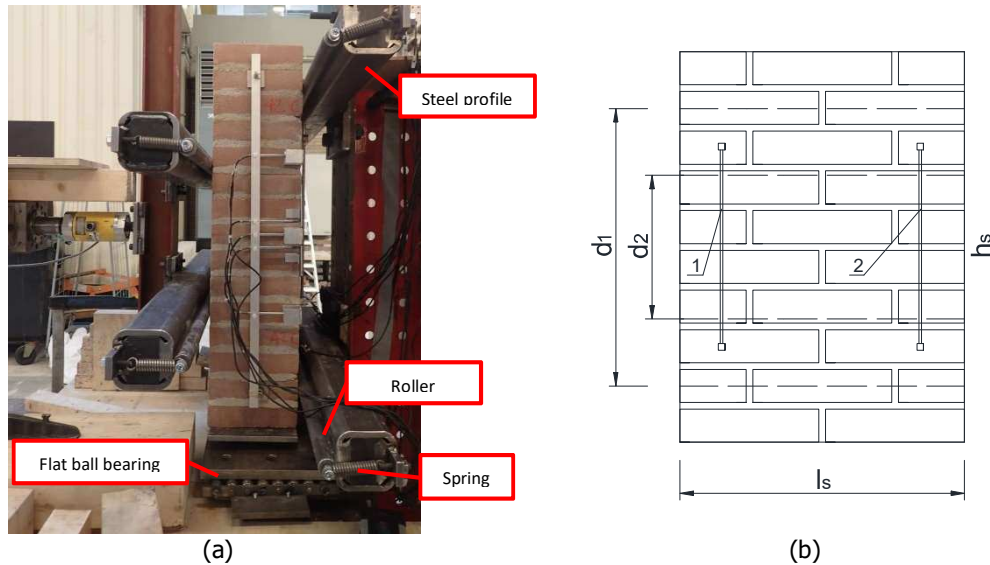 Steel profile
Roller
Flat ball bearing
Spring
(a)
d1
d2
1
2
hs
ls
(b)